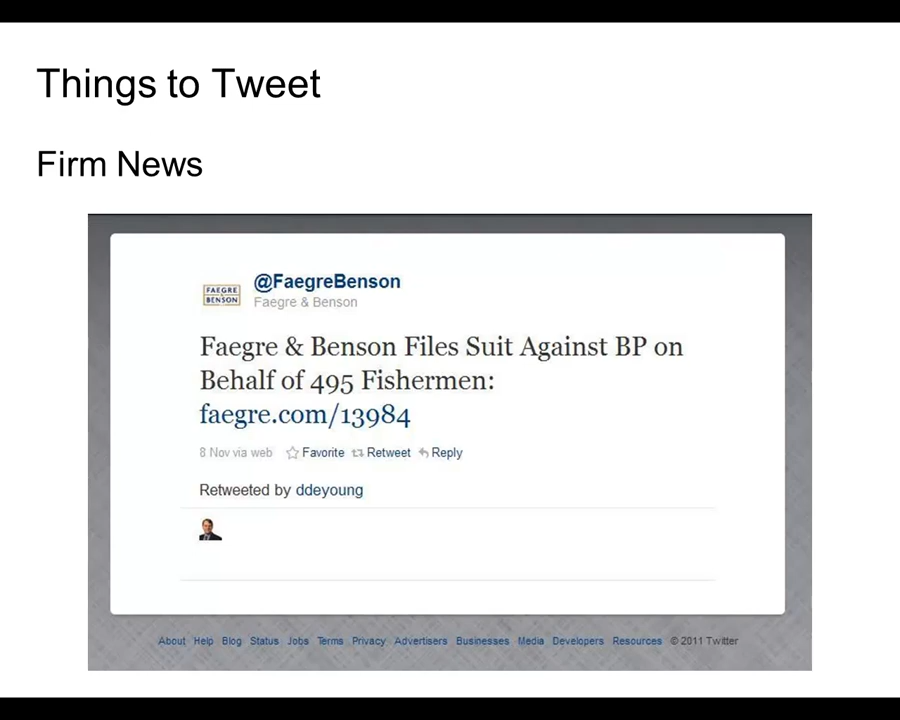 Things to Tweet
Firm News
FAEGRE
&
BENSON
@FaegreBenson
Faegre & Benson
Faegre & Benson Files Suit Against BP on
Behalf of 495 Fishermen:
faegre.com/13984
8 Nov via web Favorite Retweet Reply
Retweeted by ddeyoung
About Help Blog Status Jobs Terms Privacy Advertisers Businesses Media Developers Resources © 2011 Twitter